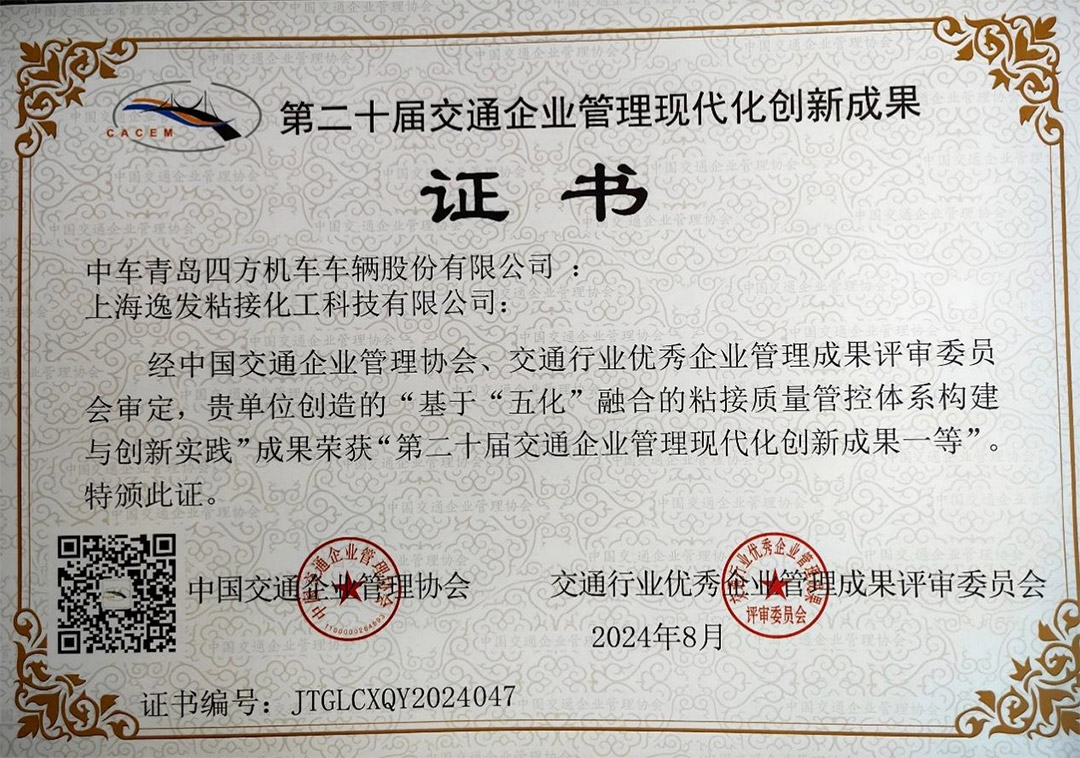 CACEM
第二十届交通企业管理现代化创新成果
证书
中车青岛四方机车车辆股份有限公司：
上海逸发粘接化工科技有限公司：
经中国交通企业管理协会、交通行业优秀企业管理成果评审委员
会审定，贵单位创造的“基于“五化”融合的粘接质量管控体系构建
与创新实践”成果荣获“第二十届交通企业管理现代化创新成果一等”。
特颁此证。
中国交通企业管理协会
交通行业优秀企业管理成果评审委员会
评审委员会
2024年8月
证书编号：JTGLCXQY2024047